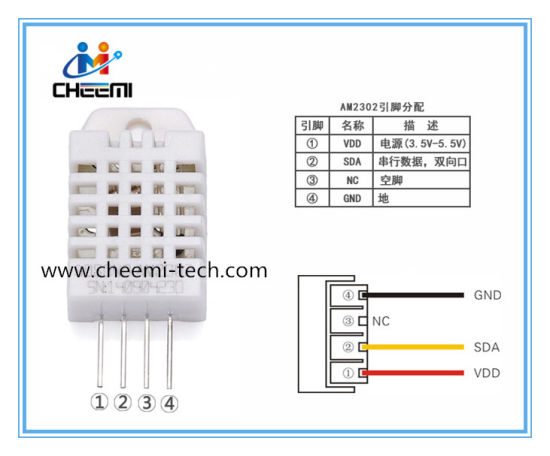 CHEEMI
AM2302引脚分配
引脚 名称 描 述
① VDD 电源(3.5V-5.5V)
② SDA 串行数据，双向口
③ NC 空脚
④ GND 地
www.cheemi-tech.com
④ GND
③ NC
② SDA
① VDD
① ② ③ ④